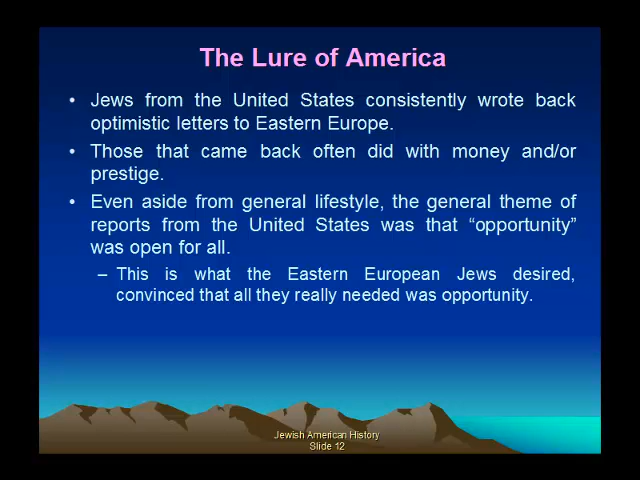 The Lure of America
• Jews from the United States consistently wrote back
optimistic letters to Eastern Europe.
• Those that came back often did with money and/or
prestige.
• Even aside from general lifestyle, the general theme of
reports from the United States was that “opportunity”
was open for all.
– This is what the Eastern European Jews desired,
convinced that all they really needed was opportunity.
Jewish American History
Slide 12